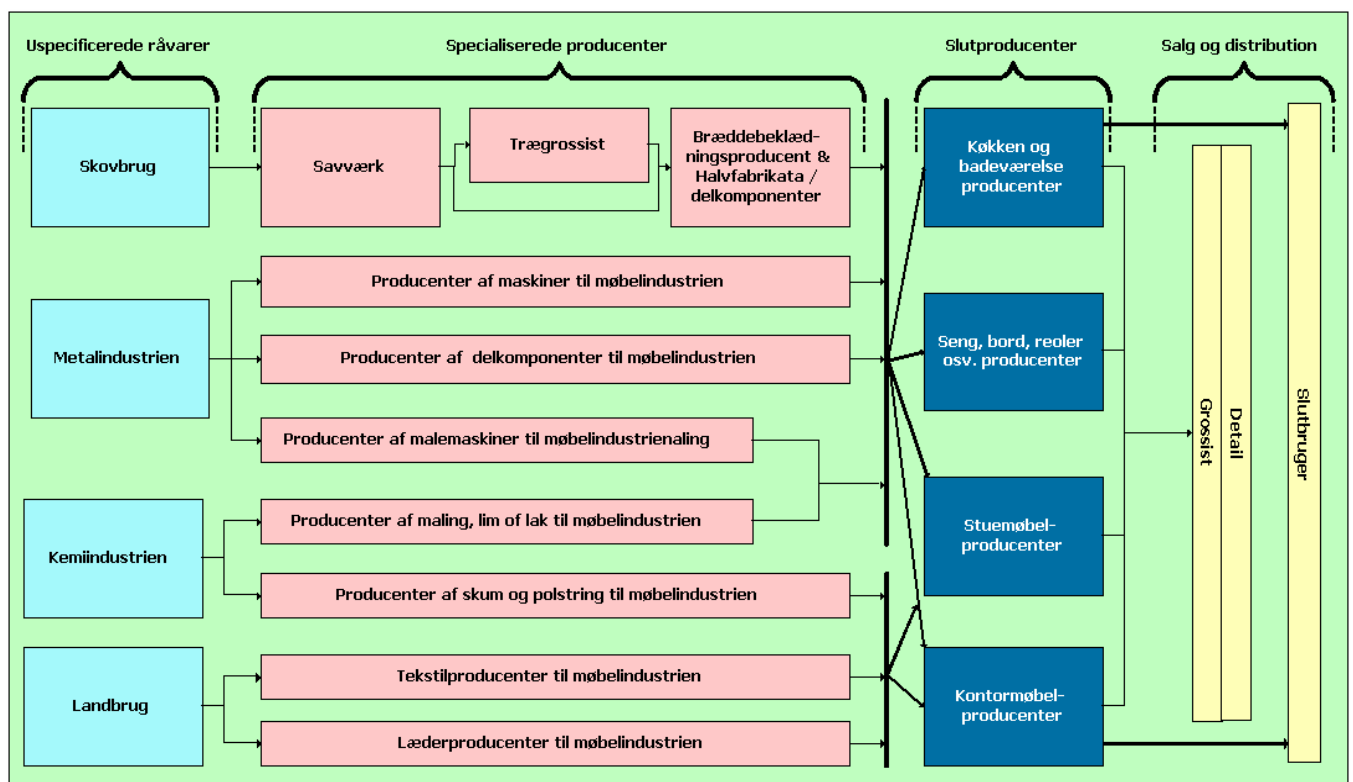 Uspecificerede råvarer
Specialiserede producenter
Slutproducenter
Salg og distribution
Skovbrug
Savværk
Trægrossist
Bræddebeklæd-
ningsproducent &
Halvfabrikata /
delkomponenter
Køkken og
badeværelse
producenter
Metalindustrien
Producenter af maskiner til møbelindustrien
Producenter af delkomponenter til møbelindustrien
Producenter af malemaskiner til møbelindustrienaling
Seng, bord, reoler
osv. producenter
Kemiindustrien
Producenter af maling, lim of lak til møbelindustrien
Producenter af skum og polstring til møbelindustrien
Stuemøbel-
producenter
Landbrug
Tekstilproducenter til møbelindustrien
Læderproducenter til møbelindustrien
Kontormøbel-
producenter
Grossist
Detail
Slutbruger